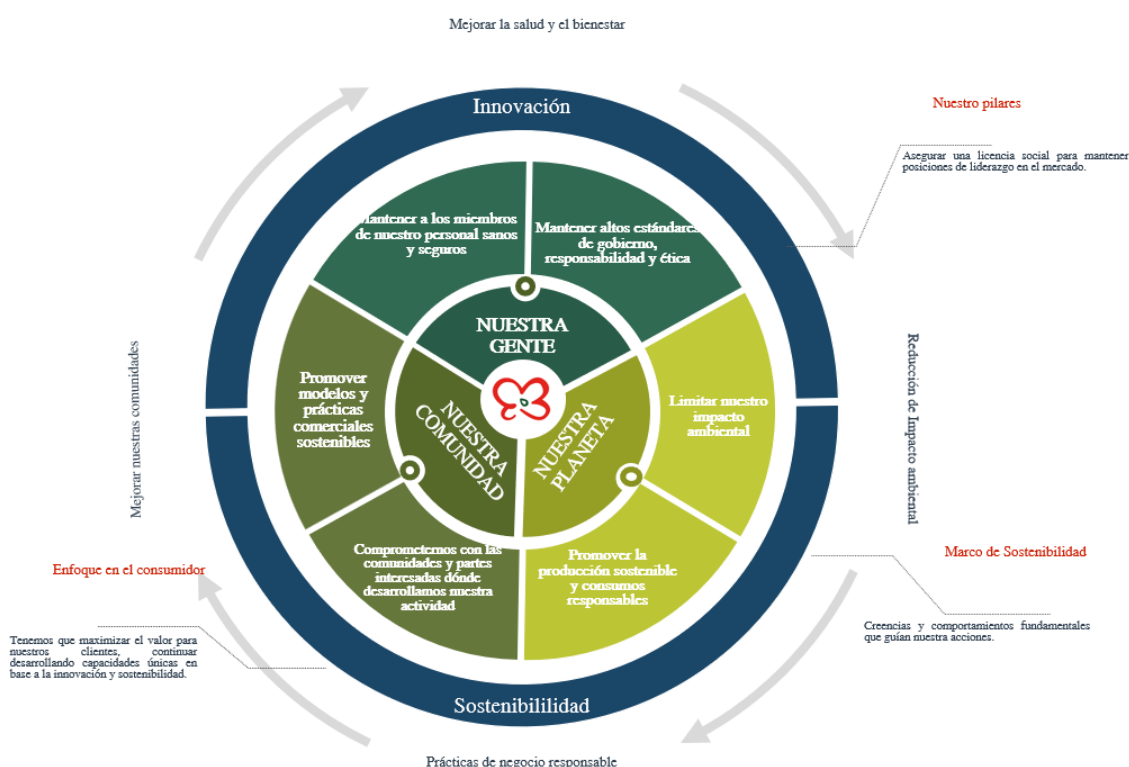 Mejorar la salud y el bienestar
Innovación
Nuestro pilares
Asegurar una licencia social para mantener
posiciones de liderazgo en el mercado.
Mantener a los miembros
de nuestro personal sanos
y seguros
Mantener altos estándares
de gobierno,
responsabilidad y ética
NUESTRA
GENTE
Promover
modelos y
prácticas
comerciales
sostenibles
NUESTRA
COMUNIDAD
NUESTRA
PLANETA
Limitar nuestro
impacto
ambiental
Mejorar nuestras comunidades
Reducción de Impacto ambiental
Comprometernos con las
comunidades y partes
interesadas dónde
desarrollamos nuestra
actividad
Promover la
producción sostenible
y consumos
responsables
Marco de Sostenibilidad
Creencias y comportamientos fundamentales
que guían nuestra acciones.
Enfoque en el consumidor
Tenemos que maximizar el valor para
nuestros clientes, continuar
desarrollando capacidades únicas en
base a la innovación y sostenibilidad.
Sostenibililidad
Prácticas de negocio responsable